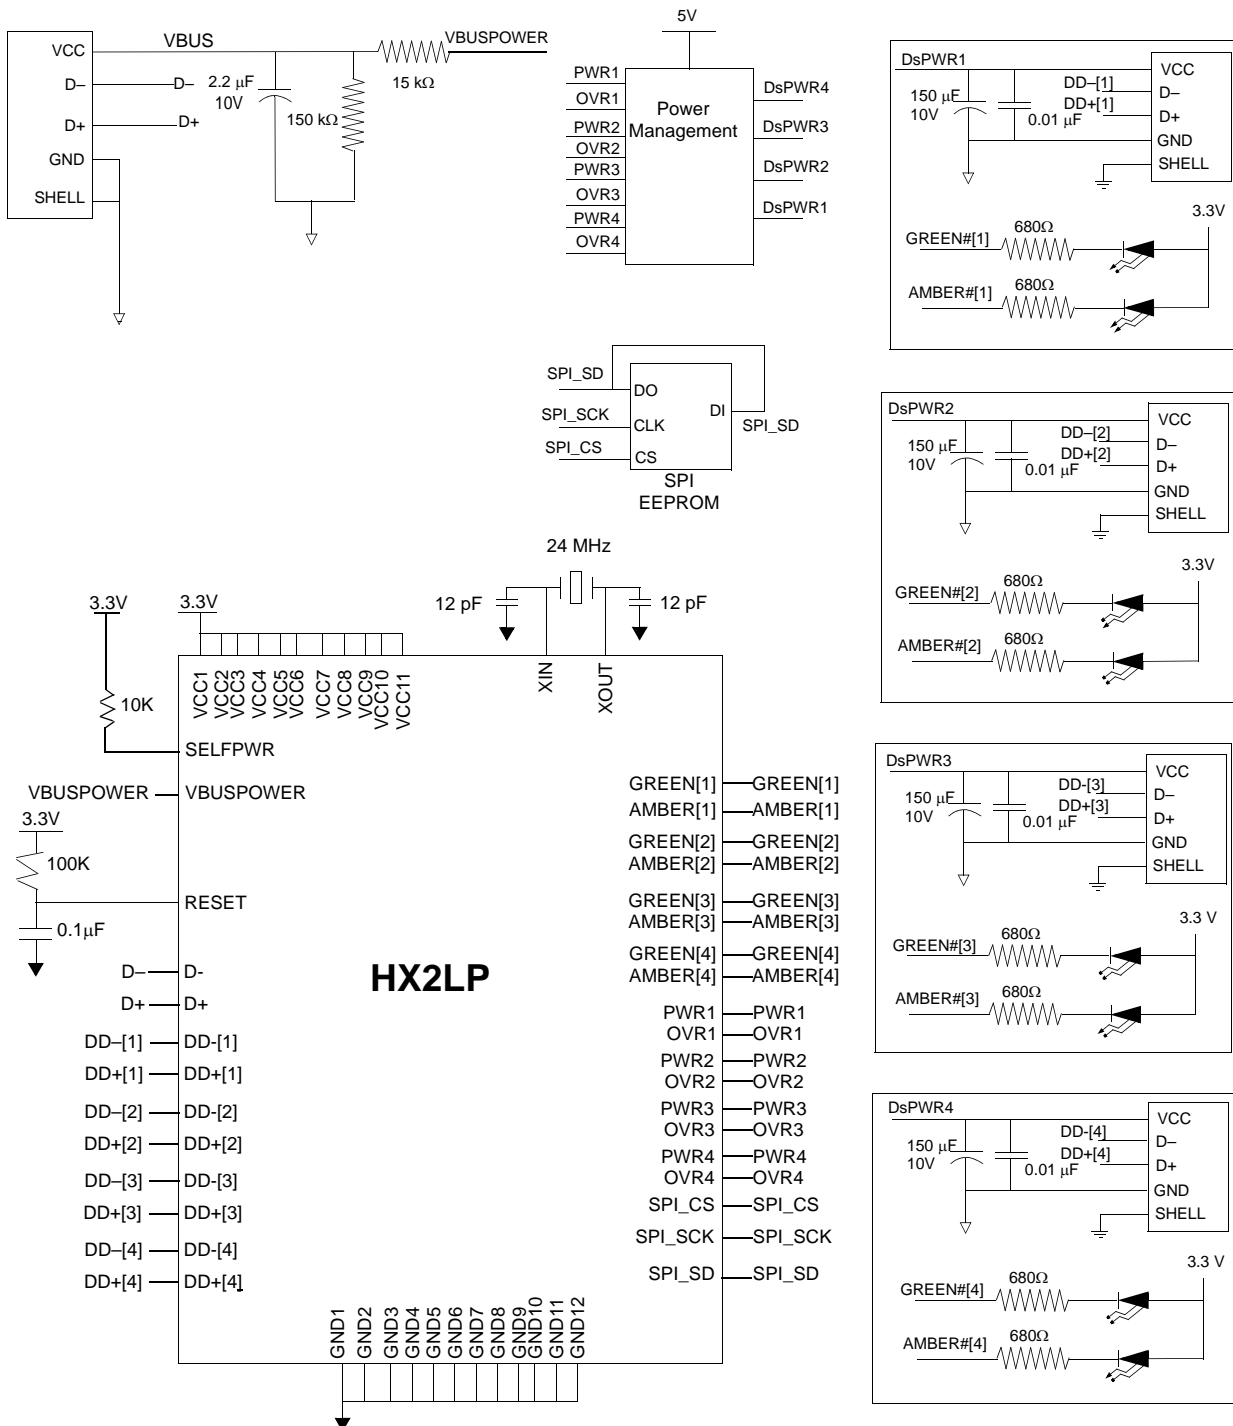 VCC
D–
D+
GND
SHELL
VBUS
D–
D+
2.2 μF
10V
150 kΩ
15 kΩ
VBUSPOWER
5V
PWR1
OVR1
PWR2
OVR2
PWR3
OVR3
PWR4
OVR4
Power
Management
DsPWR4
DsPWR3
DsPWR2
DsPWR1
SPI_SD
SPI_SCK
SPI_CS
DO
CLK
CS
DI
SPI_SD
SPI
EEPROM
24 MHz
12 pF
12 pF
3.3V
3.3V
10K
VCC1
VCC2
VCC3
VCC4
VCC5
VCC6
VCC7
VCC8
VCC9
VCC10
VCC11
XIN
XOUT
SELFPWR
VBUSPOWER
VBUSPOWER
3.3V
100K
RESET
0.1μF
HX2LP
D– D-
D+ D+
DD–[1] DD-[1]
DD+[1] DD+[1]
DD–[2] DD-[2]
DD+[2] DD+[2]
DD–[3] DD-[3]
DD+[3] DD+[3]
DD–[4] DD-[4]
DD+[4] DD+[4]
GREEN[1] GREEN[1]
AMBER[1] AMBER[1]
GREEN[2] GREEN[2]
AMBER[2] AMBER[2]
GREEN[3] GREEN[3]
AMBER[3] AMBER[3]
GREEN[4] GREEN[4]
AMBER[4] AMBER[4]
PWR1 PWR1
OVR1 OVR1
PWR2 PWR2
OVR2 OVR2
PWR3 PWR3
OVR3 OVR3
PWR4 PWR4
OVR4 OVR4
SPI_CS SPI_CS
SPI_SCK SPI_SCK
SPI_SD SPI_SD
GND1
GND2
GND3
GND4
GND5
GND6
GND7
GND8
GND9
GND10
GND11
GND12
DsPWR1
150 μF
10V
0.01 μF
DD–[1]
DD+[1]
VCC
D–
D+
GND
SHELL
3.3V
GREEN#[1]
680Ω
AMBER#[1]
680Ω
DsPWR2
150 μF
10V
0.01 μF
DD–[2]
DD+[2]
VCC
D–
D+
GND
SHELL
3.3V
GREEN#[2]
680Ω
AMBER#[2]
680Ω
DsPWR3
150 μF
10V
0.01 μF
DD-[3]
DD+[3]
VCC
D–
D+
GND
SHELL
3.3 V
GREEN#[3]
680Ω
AMBER#[3]
680Ω
DsPWR4
150 μF
10V
0.01 μF
DD-[4]
DD+[4]
VCC
D–
D+
GND
SHELL
3.3 V
GREEN#[4]
680Ω
AMBER#[4]
680Ω